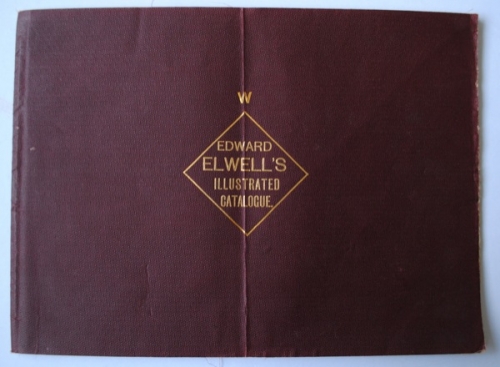 W
EDWARD
ELWELL'S
ILLUSTRATED
CATALOGUE.